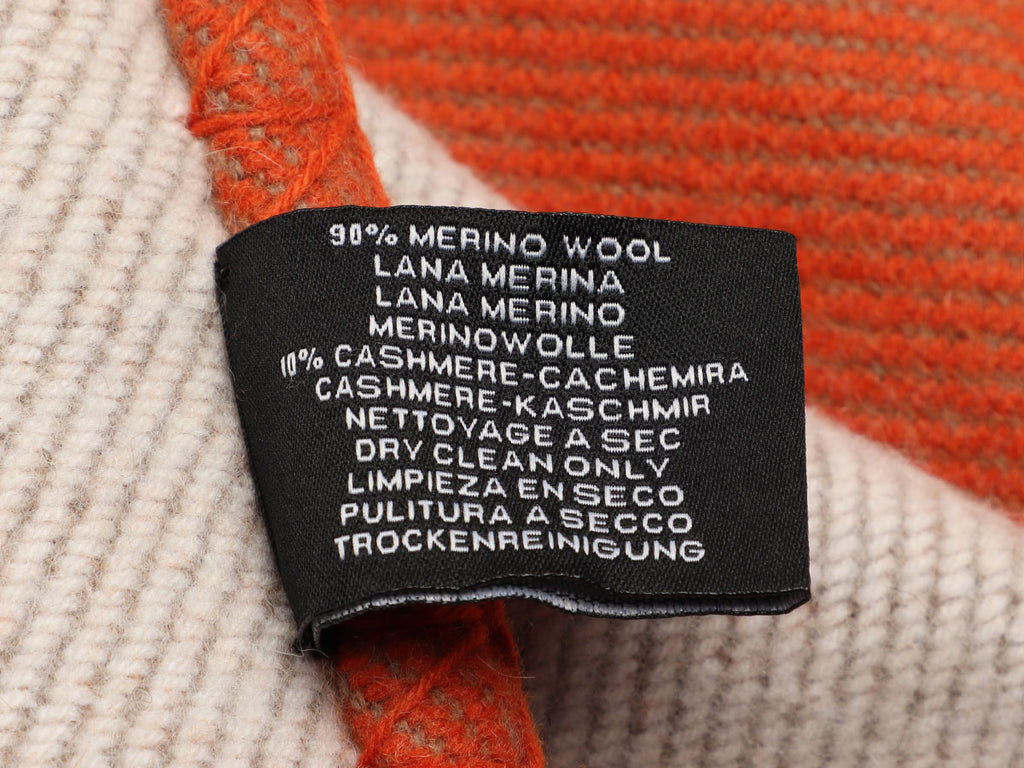 90% MERINO WOOL
LANA MERINA
LANA MERINO
MERINOWOLLE
10% CASHMERE-CACHEMIRA
CASHMERE-KASCHMIR
NETTOYAGE A SEC
DRY CLEAN ONLY
LIMPIEZA EN SECO
PULITURA A SECCO
TROCKENREINIGUNG